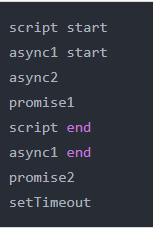 script start
async1 start
async2
promise1
script end
async1 end
promise2
setTimeout